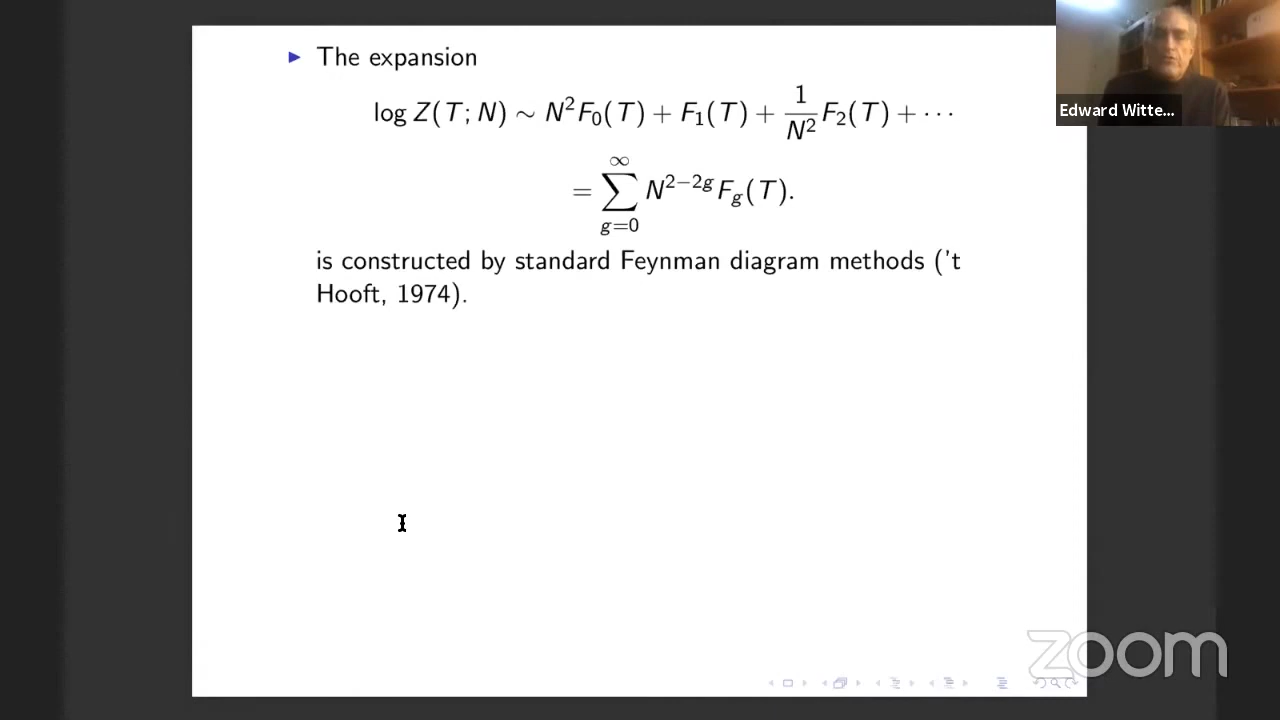 ▶ The expansion
log Z(T; N) ∼ N²F₀(T) + F₁(T) + 1/N² F₂(T) + ···
= ∑_{g=0}^{∞} N^{2−2g} F_g(T).
is constructed by standard Feynman diagram methods ('t
Hooft, 1974).
Edward Witte...
zoom